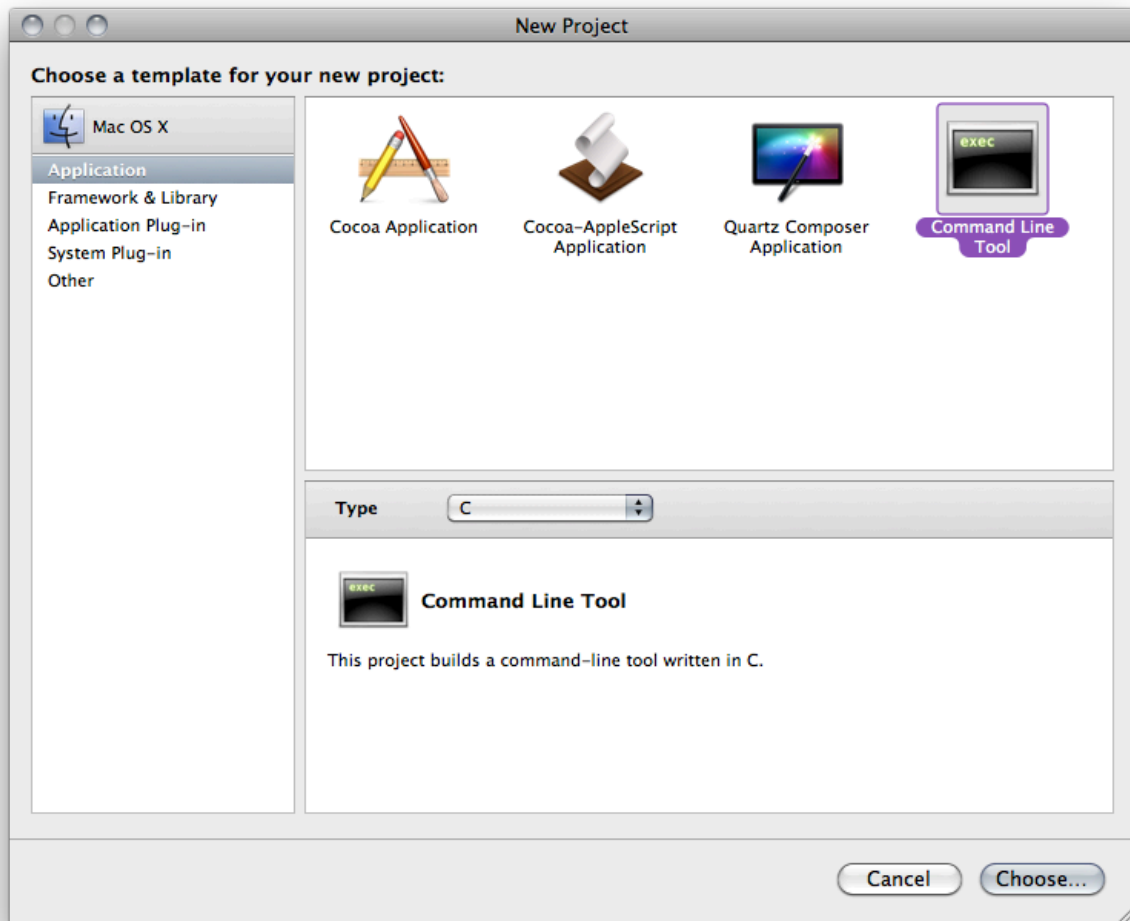 New Project
Choose a template for your new project:
Mac OS X
Application
Framework & Library
Application Plug-in
System Plug-in
Other
Cocoa Application
Cocoa-AppleScript
Application
Quartz Composer
Application
exec
Command Line
Tool
Type
C
exec
Command Line Tool
This project builds a command-line tool written in C.
Cancel
Choose...